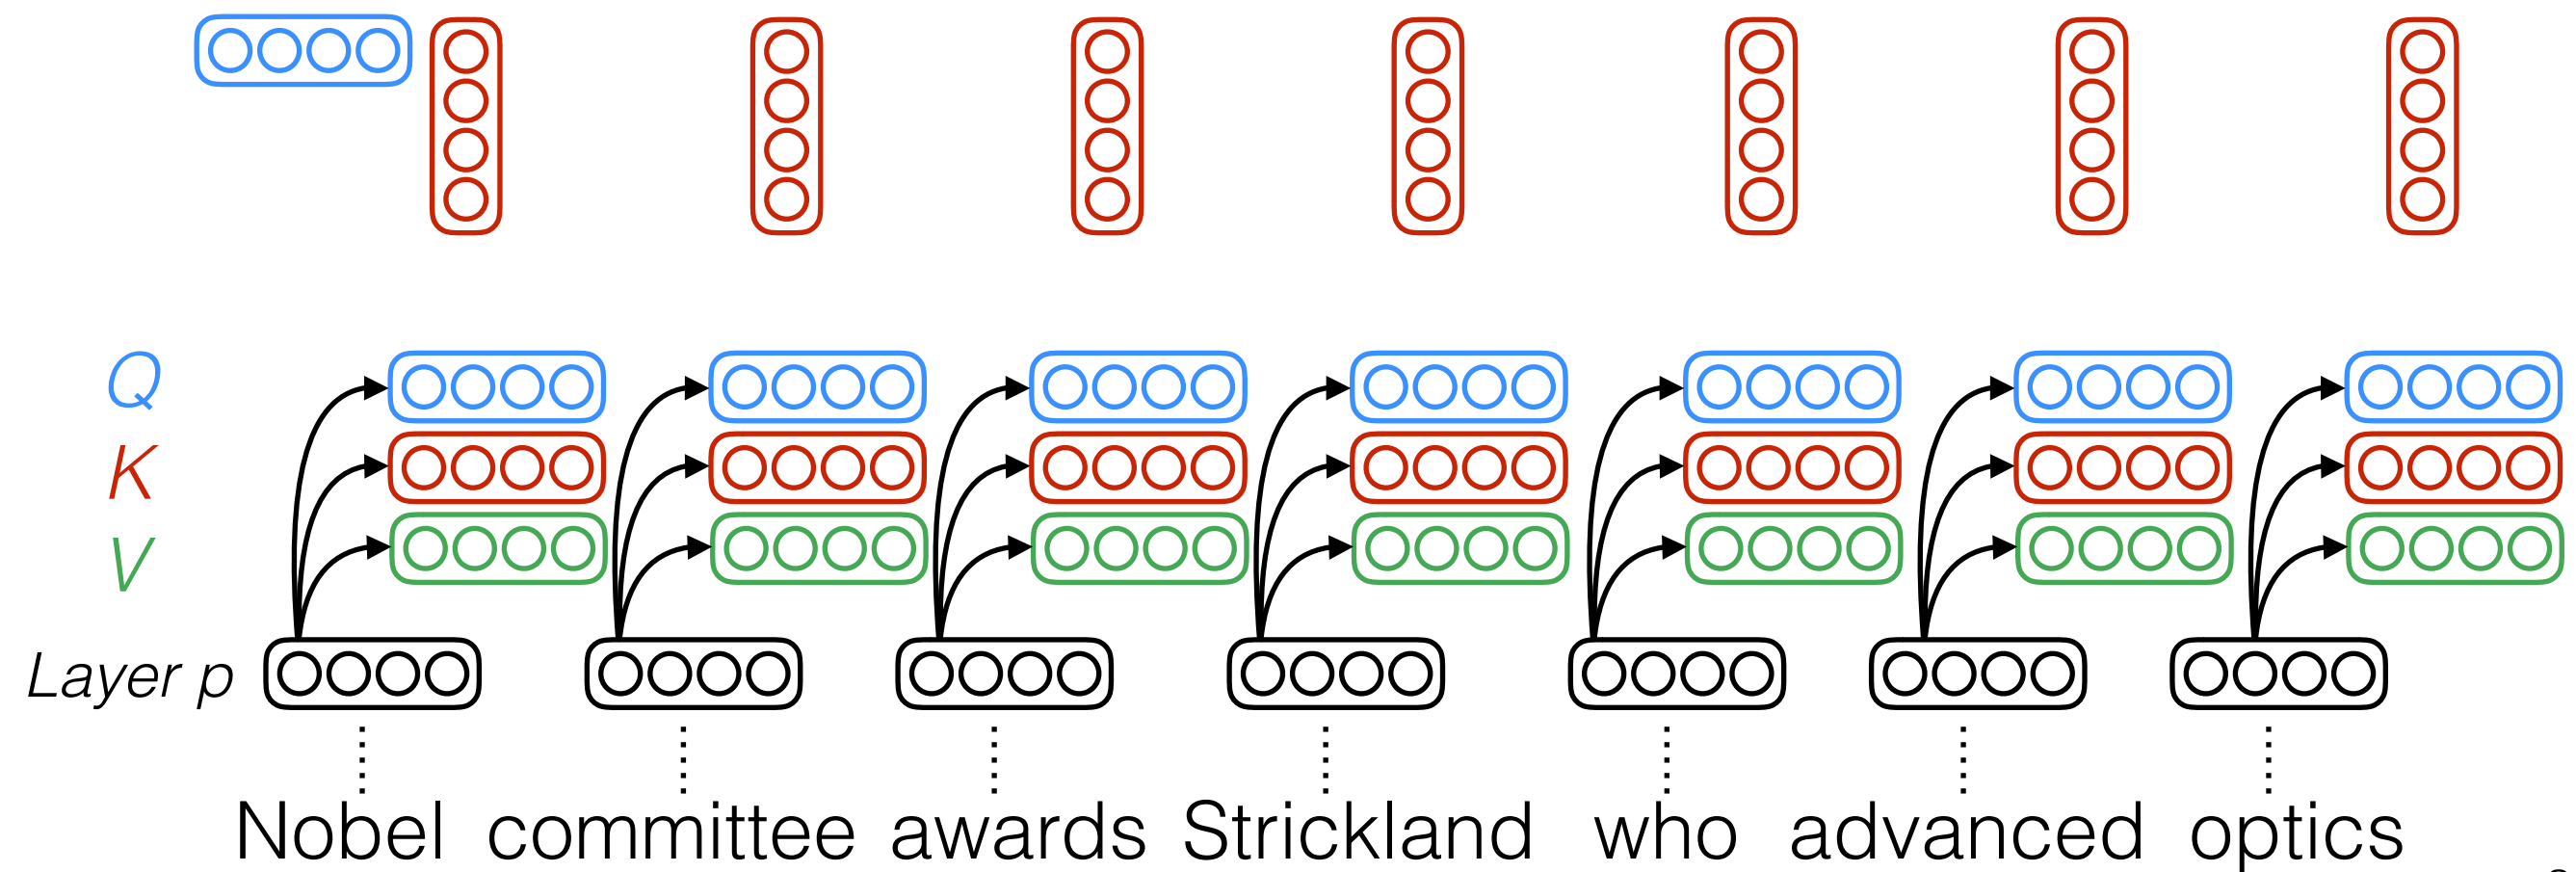 Q
K
V
Layer p
Nobel committee awards Strickland who advanced optics